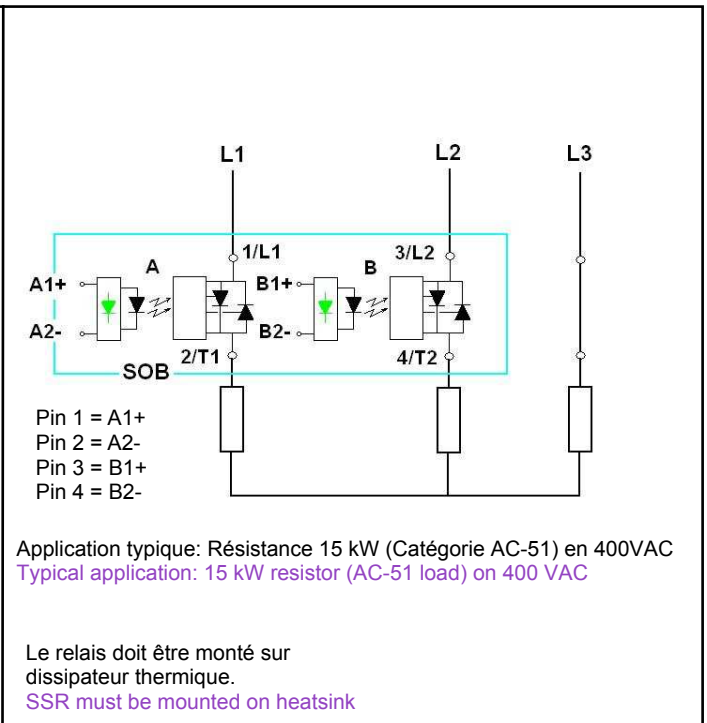 L1 L2 L3
1/L1 3/L2
A B
A1+ B1+
A2- B2-
2/T1 4/T2
SOB
Pin 1 = A1+
Pin 2 = A2-
Pin 3 = B1+
Pin 4 = B2-
Application typique: Résistance 15 kW (Catégorie AC-51) en 400VAC
Typical application: 15 kW resistor (AC-51 load) on 400 VAC
Le relais doit être monté sur
dissipateur thermique.
SSR must be mounted on heatsink